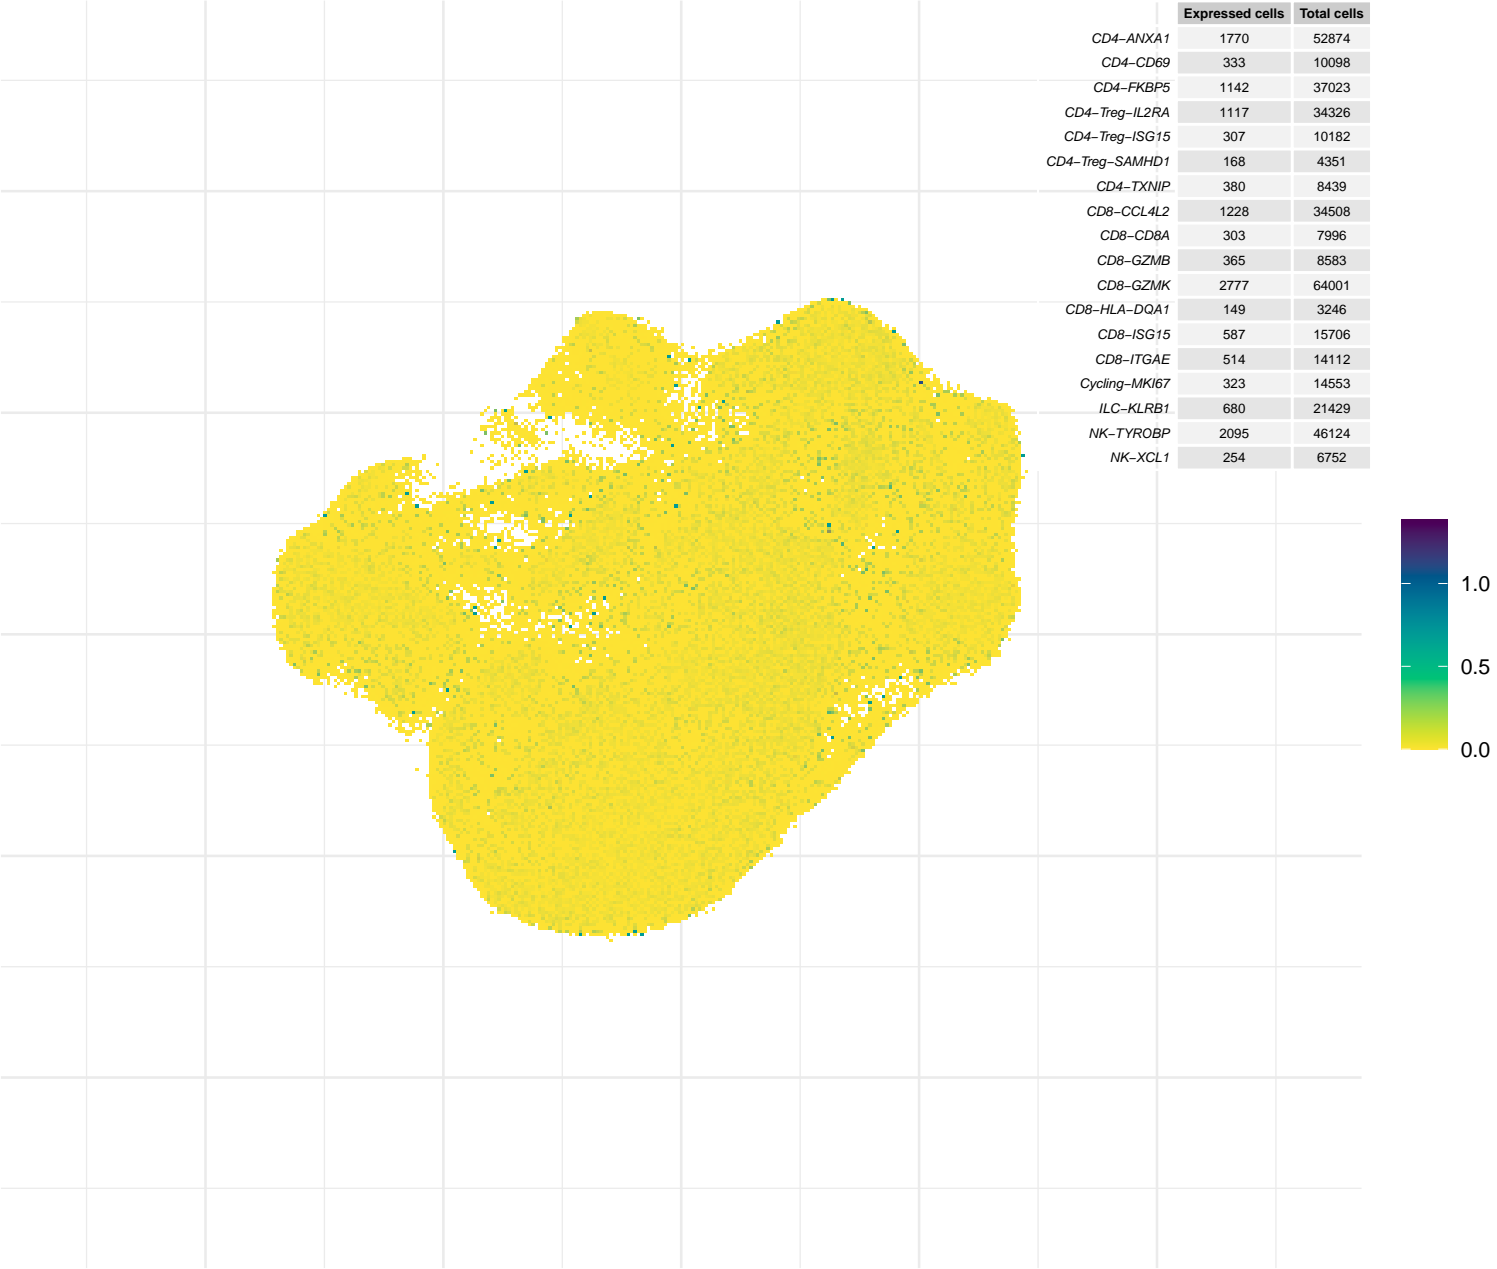 Expressed cells Total cells
CD4−ANXA1 1770 52874
CD4−CD69 333 10098
CD4−FKBP5 1142 37023
CD4−Treg−IL2RA 1117 34326
CD4−Treg−ISG15 307 10182
CD4−Treg−SAMHD1 168 4351
CD4−TXNIP 380 8439
CD8−CCL4L2 1228 34508
CD8−CD8A 303 7996
CD8−GZMB 365 8583
CD8−GZMK 2777 64001
CD8−HLA−DQA1 149 3246
CD8−ISG15 587 15706
CD8−ITGAE 514 14112
Cycling−MKI67 323 14553
ILC−KLRB1 680 21429
NK−TYROBP 2095 46124
NK−XCL1 254 6752
1.0
0.5
0.0